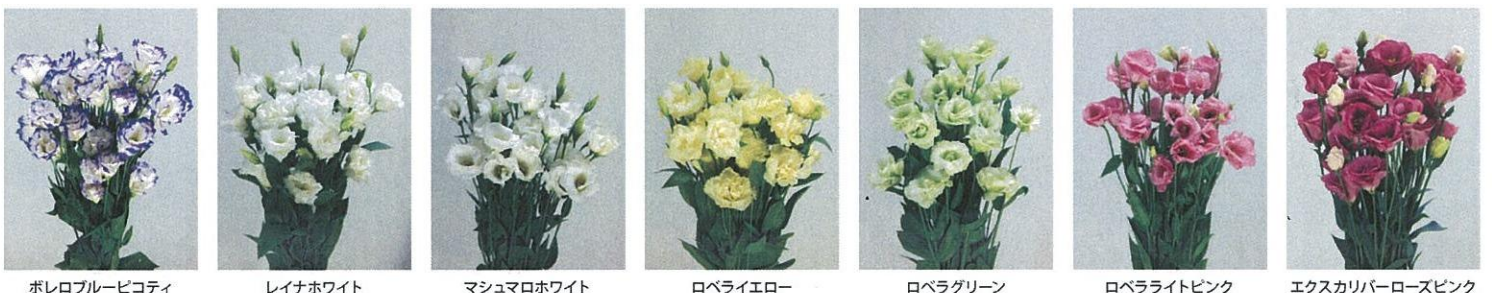 ボレロブルーピコティ
レイナホワイト
マシュマロホワイト
ロベライエロー
ロベラグリーン
ロベラライトピンク
エクスカリバーローズピンク